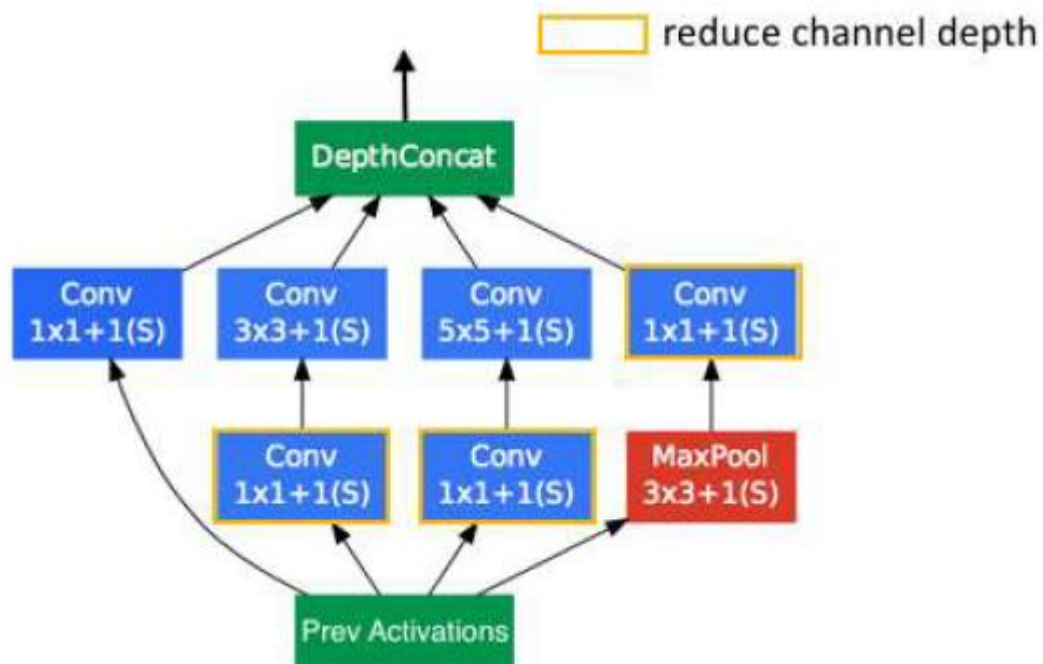 reduce channel depth
DepthConcat
Conv
1x1+1(S)
Conv
3x3+1(S)
Conv
5x5+1(S)
Conv
1x1+1(S)
Conv
1x1+1(S)
Conv
1x1+1(S)
MaxPool
3x3+1(S)
Prev Activations